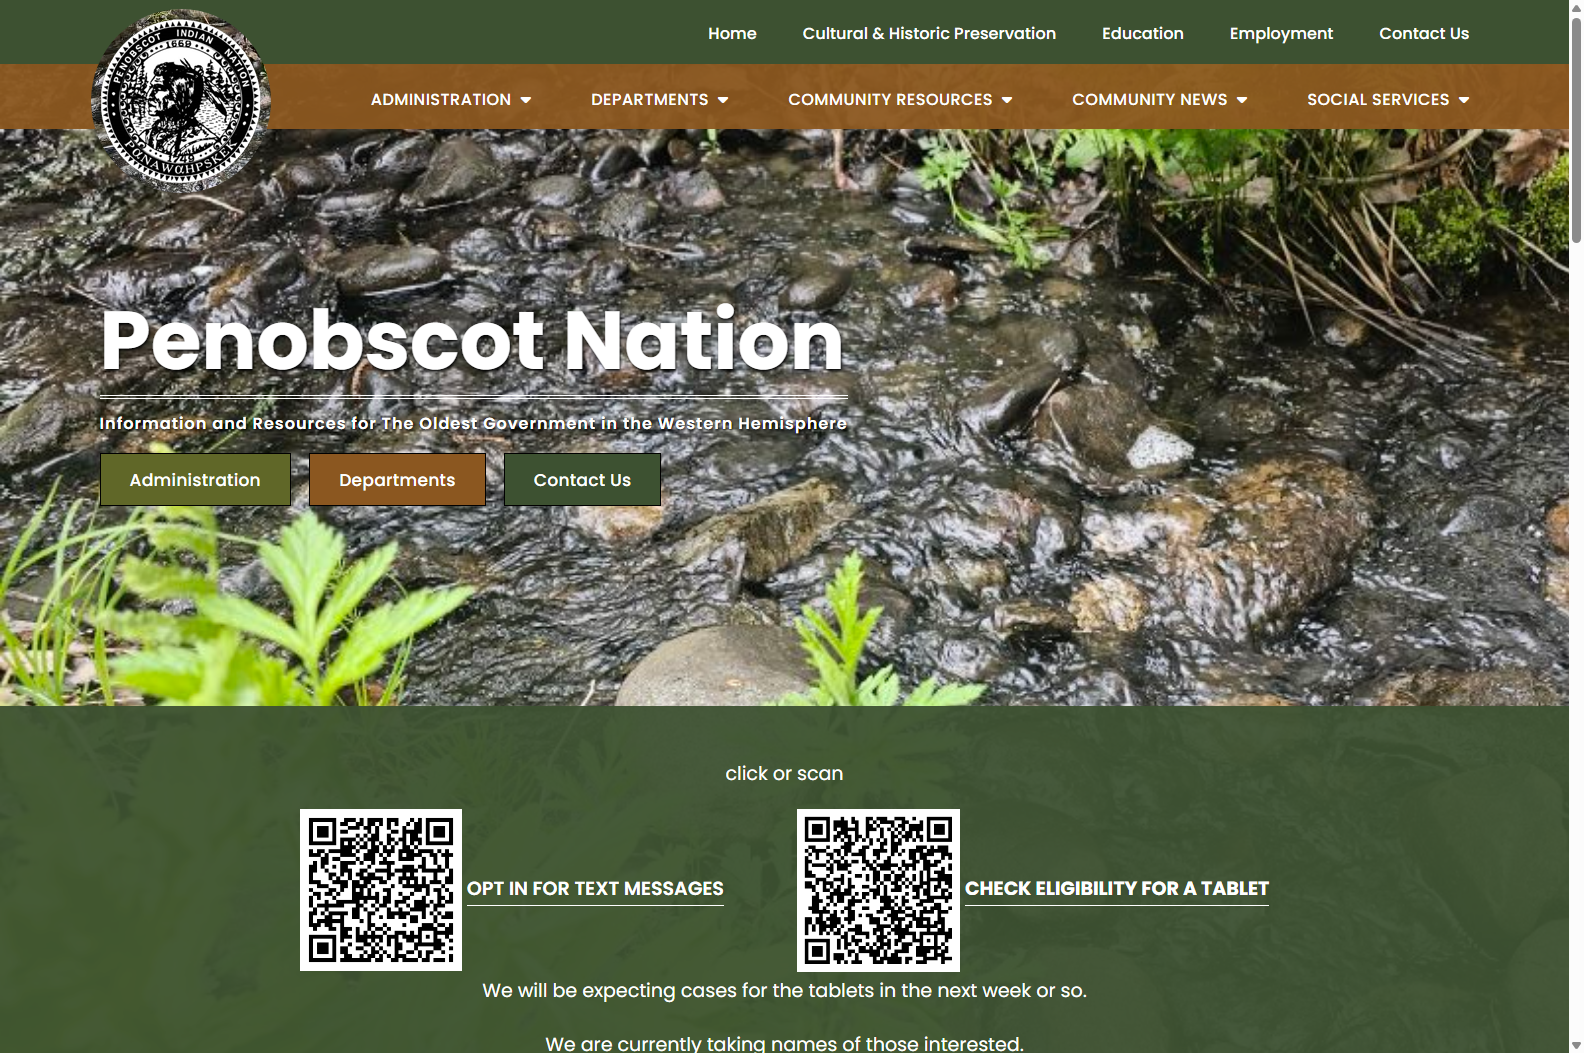 Home Cultural & Historic Preservation Education Employment Contact Us
PENOBSCOT INDIAN NATION
1669
1749
PANAWAHPSKEK
ADMINISTRATION DEPARTMENTS COMMUNITY RESOURCES COMMUNITY NEWS SOCIAL SERVICES
Penobscot Nation
Information and Resources for The Oldest Government in the Western Hemisphere
Administration Departments Contact Us
click or scan
OPT IN FOR TEXT MESSAGES CHECK ELIGIBILITY FOR A TABLET
We will be expecting cases for the tablets in the next week or so.
We are currently taking names of those interested.